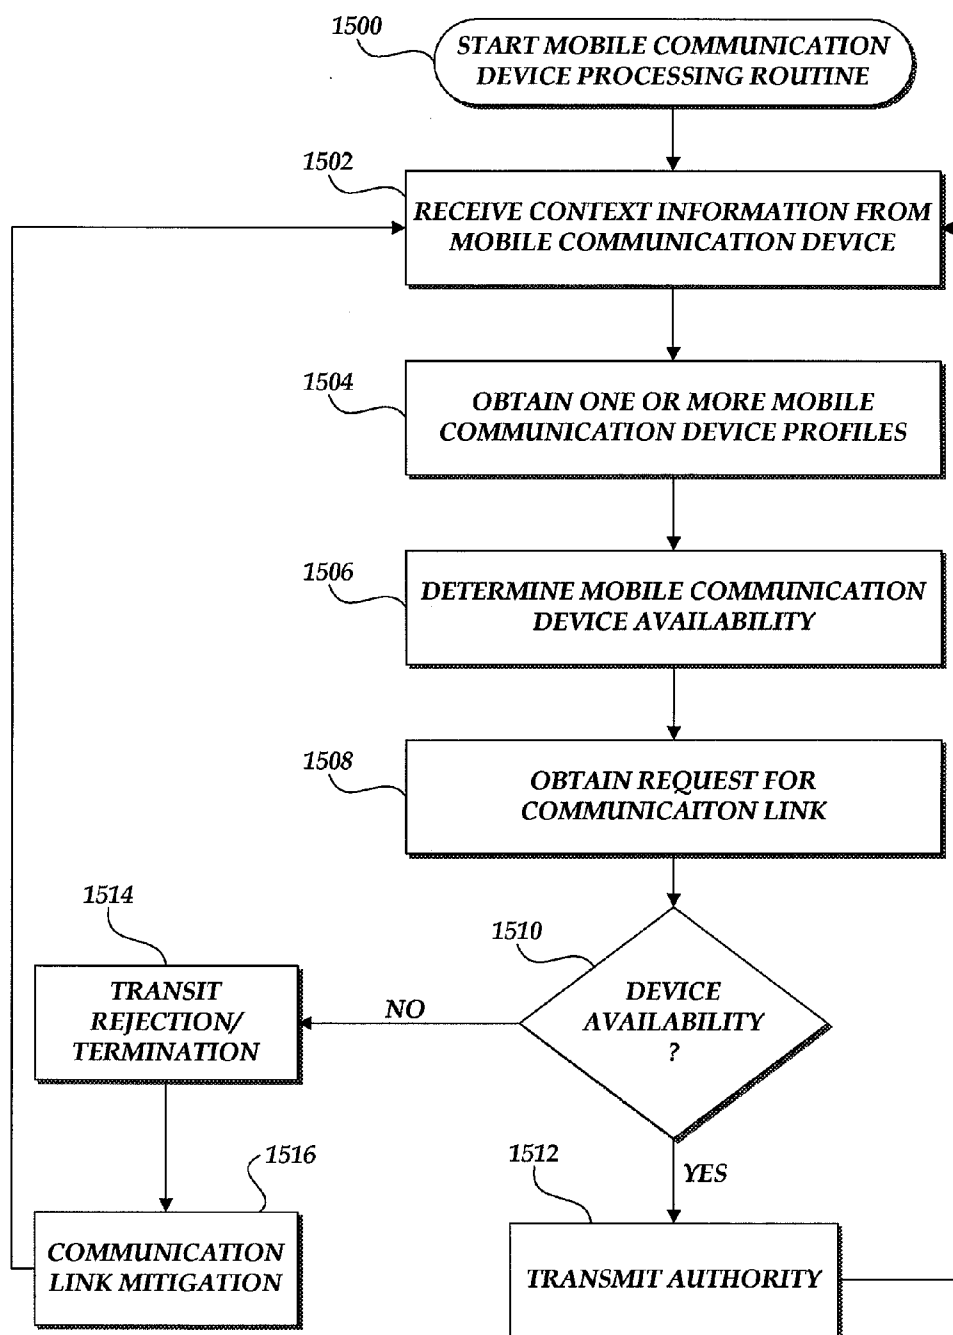 1500
START MOBILE COMMUNICATION
DEVICE PROCESSING ROUTINE
1502
RECEIVE CONTEXT INFORMATION FROM
MOBILE COMMUNICATION DEVICE
1504
OBTAIN ONE OR MORE MOBILE
COMMUNICATION DEVICE PROFILES
1506
DETERMINE MOBILE COMMUNICATION
DEVICE AVAILABILITY
1508
OBTAIN REQUEST FOR
COMMUNICAITON LINK
1510
DEVICE
AVAILABILITY
?
NO
1514
TRANSIT
REJECTION/
TERMINATION
1516
COMMUNICATION
LINK MITIGATION
YES
1512
TRANSMIT AUTHORITY